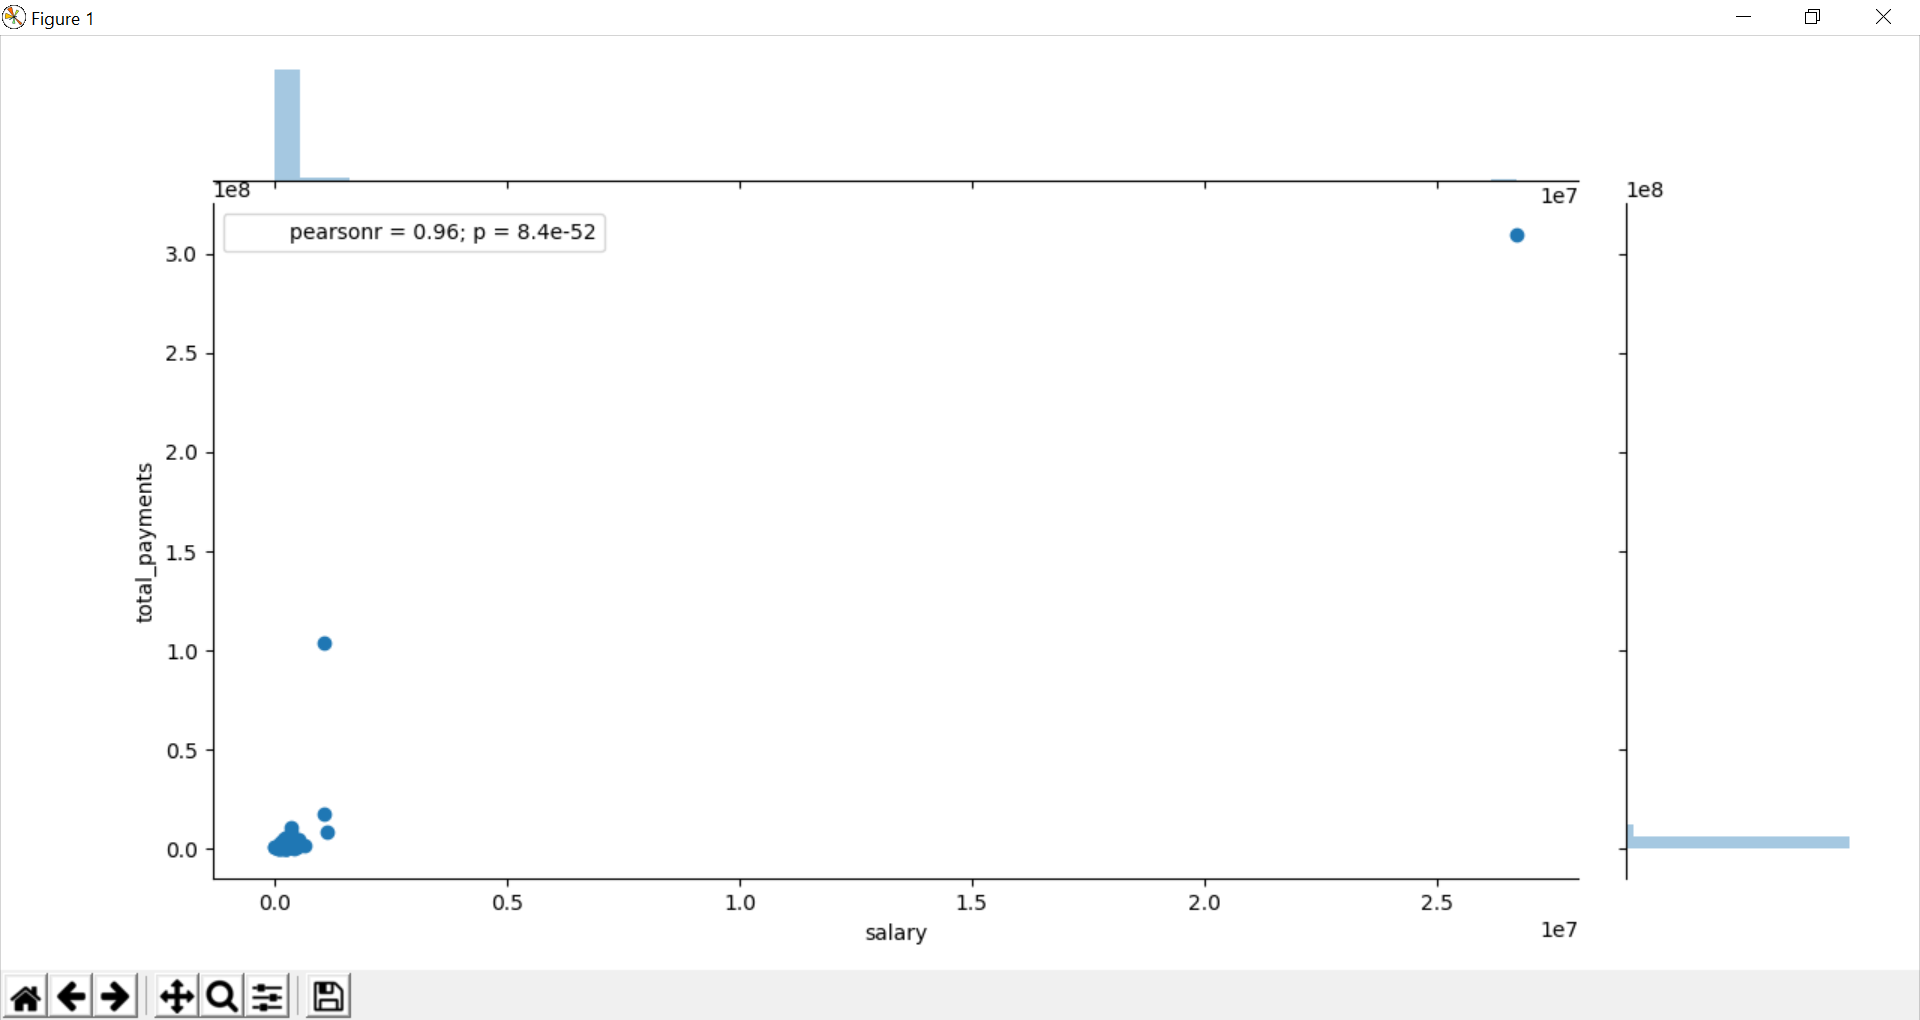 Figure 1
1e8
1e7
1e8
pearsonr = 0.96; p = 8.4e-52
3.0
2.5
2.0
1.5
1.0
0.5
0.0
total_payments
0.0 0.5 1.0 1.5 2.0 2.5
salary
1e7